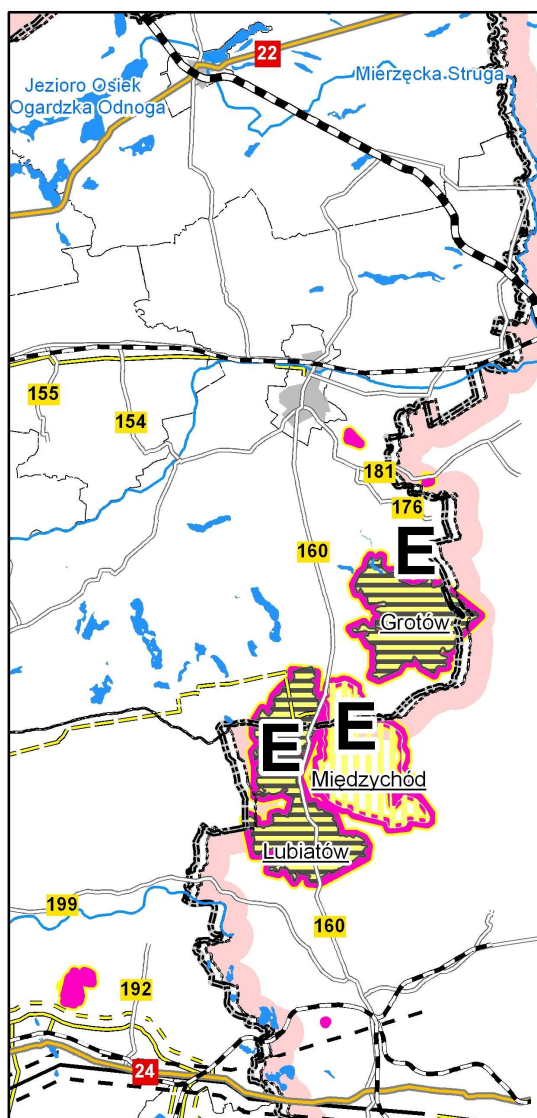 22
Jezioro Osiek
Ogardzka Odnoga
Mierzęcka Struga
155
154
181
176
160
E
Grotów
E
E
Międzychód
Lubiatów
199
160
192
24